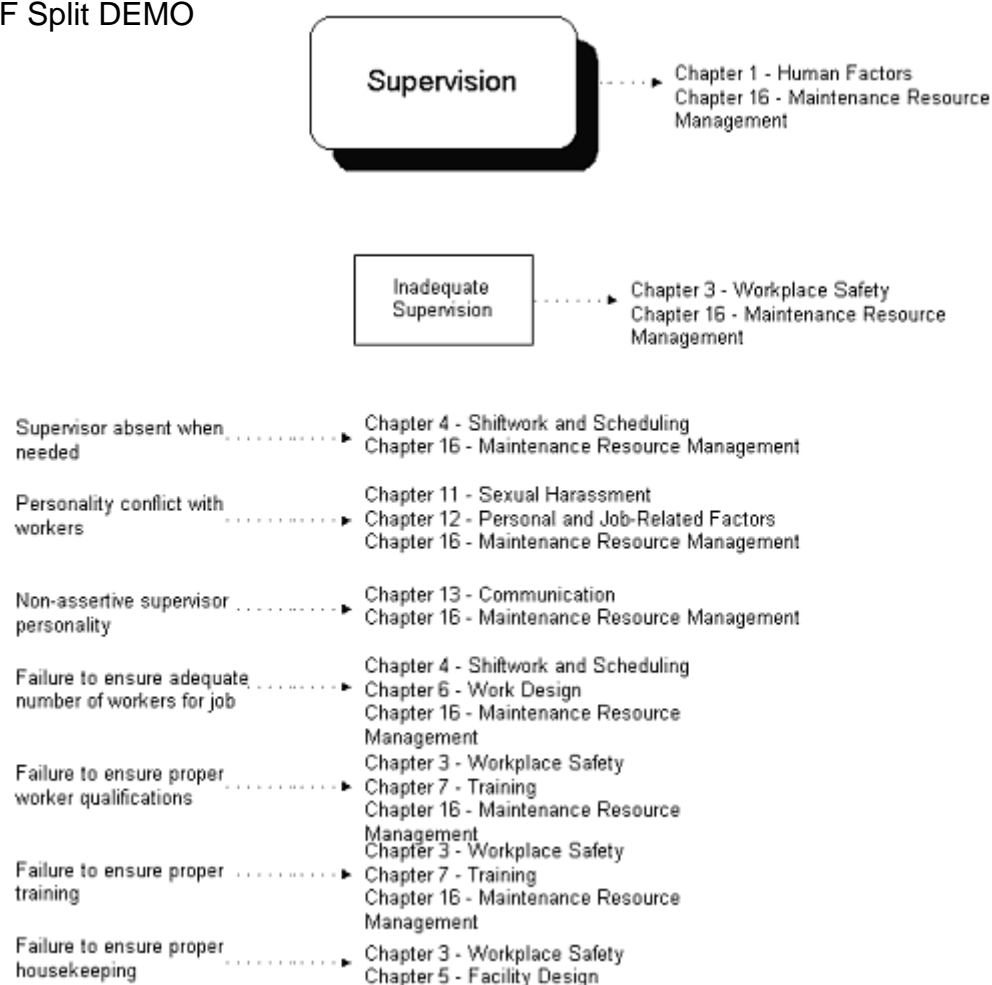 F Split DEMO
Supervision
Chapter 1 - Human Factors
Chapter 16 - Maintenance Resource
Management
Inadequate
Supervision
Chapter 3 - Workplace Safety
Chapter 16 - Maintenance Resource
Management
Supervisor absent when
needed
Chapter 4 - Shiftwork and Scheduling
Chapter 16 - Maintenance Resource Management
Personality conflict with
workers
Chapter 11 - Sexual Harassment
Chapter 12 - Personal and Job-Related Factors
Chapter 16 - Maintenance Resource Management
Non-assertive supervisor
personality
Chapter 13 - Communication
Chapter 16 - Maintenance Resource Management
Failure to ensure adequate
number of workers for job
Chapter 4 - Shiftwork and Scheduling
Chapter 6 - Work Design
Chapter 16 - Maintenance Resource
Management
Failure to ensure proper
worker qualifications
Chapter 3 - Workplace Safety
Chapter 7 - Training
Chapter 16 - Maintenance Resource
Management
Failure to ensure proper
training
Chapter 3 - Workplace Safety
Chapter 7 - Training
Chapter 16 - Maintenance Resource
Management
Failure to ensure proper
housekeeping
Chapter 3 - Workplace Safety
Chapter 5 - Facility Design